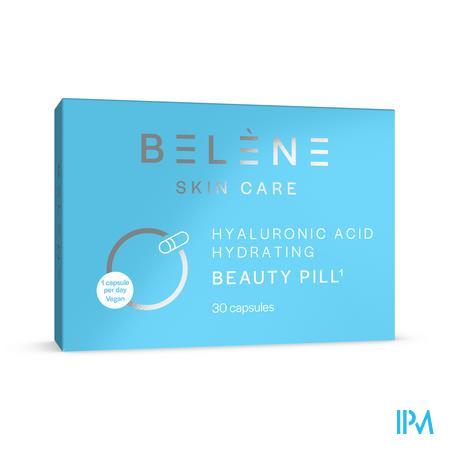 BELÈNE
SKIN CARE
HYALURONIC ACID
HYDRATING
BEAUTY PILL¹
30 capsules
1 capsule
per day
Vegan
IPM